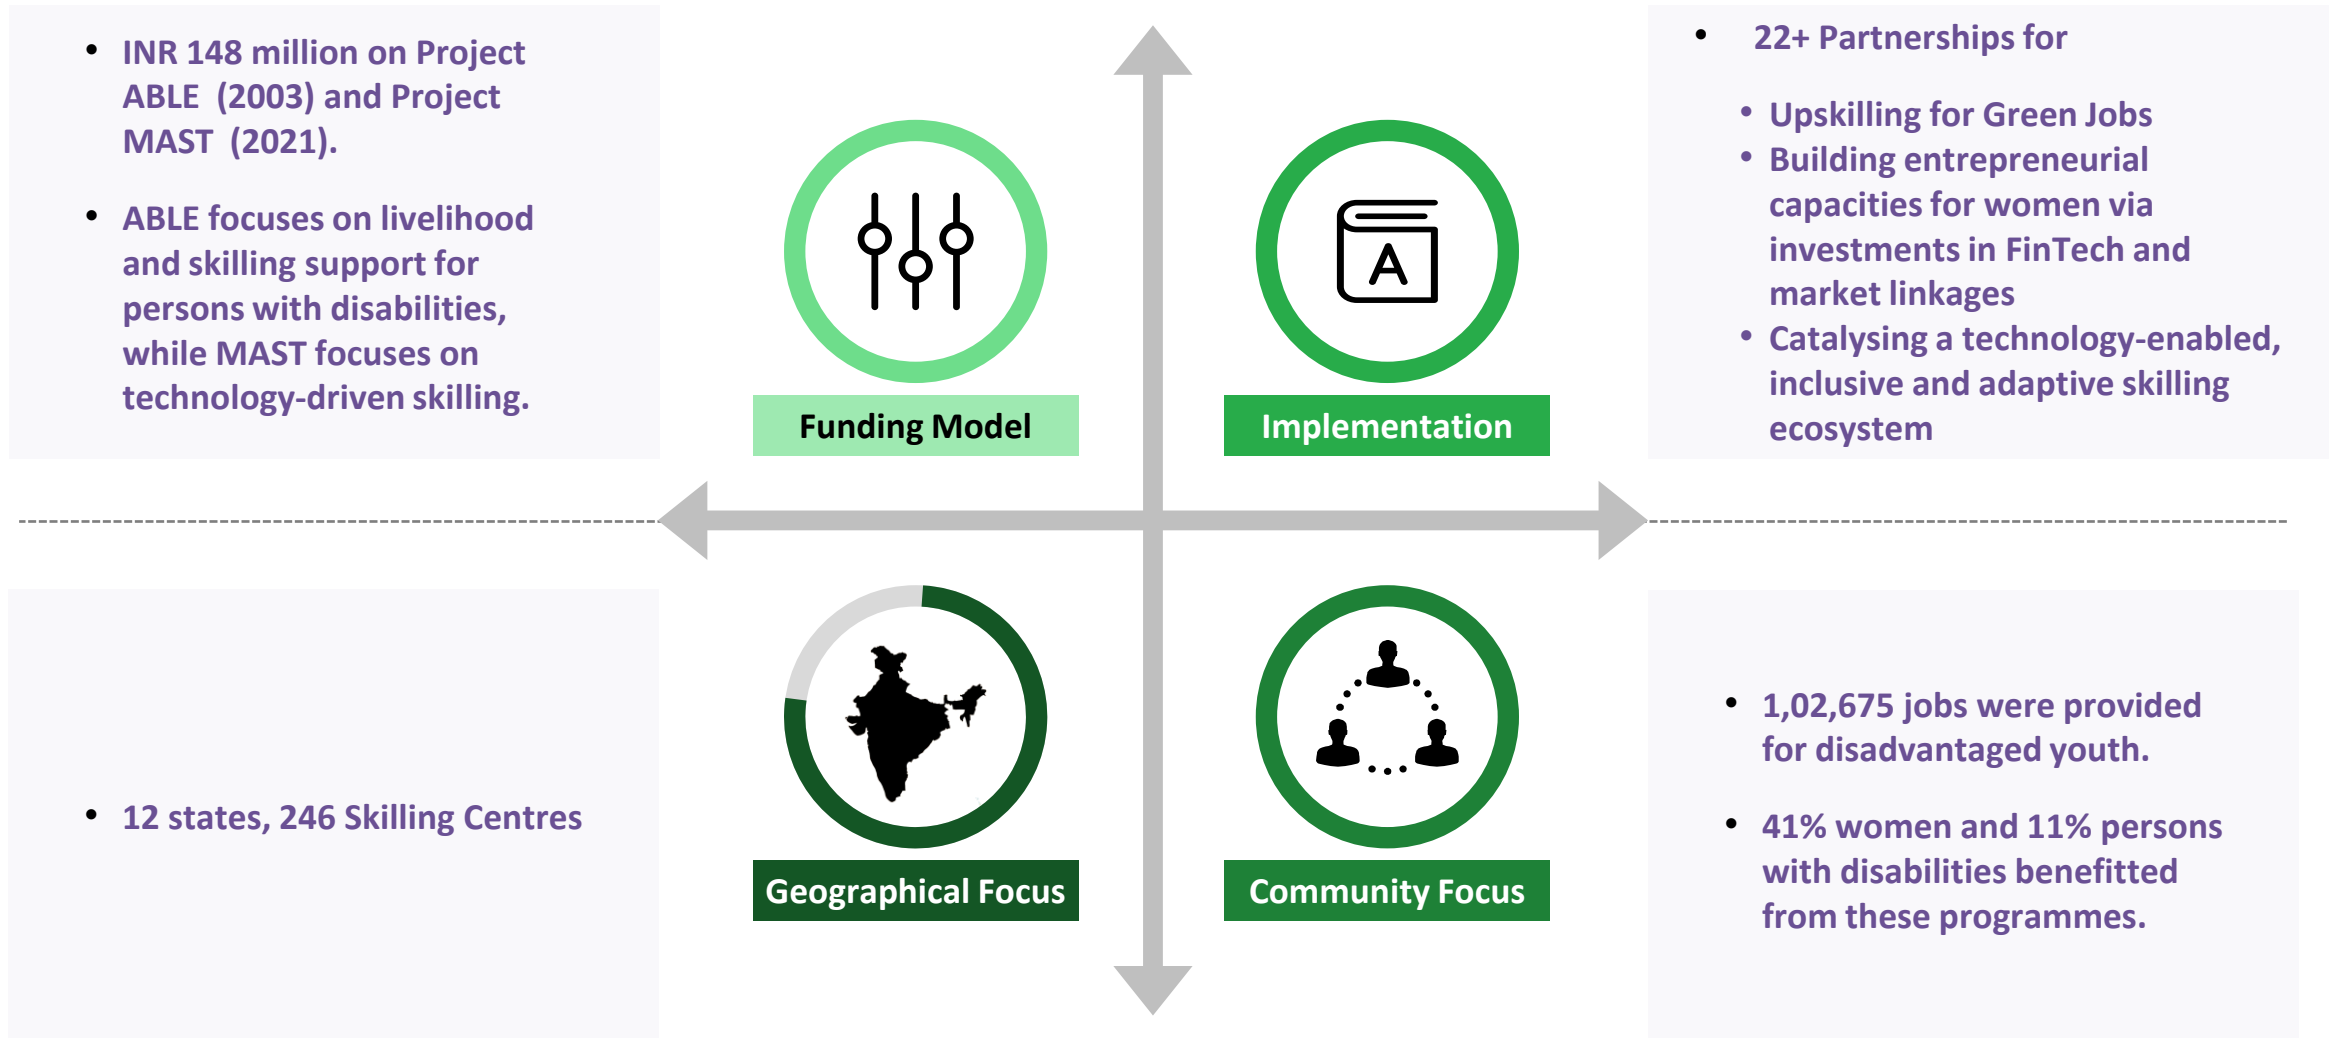 • INR 148 million on Project
ABLE (2003) and Project
MAST (2021).
• ABLE focuses on livelihood
and skilling support for
persons with disabilities,
while MAST focuses on
technology-driven skilling.
Funding Model
A
Implementation
• 22+ Partnerships for
• Upskilling for Green Jobs
• Building entrepreneurial
capacities for women via
investments in FinTech and
market linkages
• Catalysing a technology-enabled,
inclusive and adaptive skilling
ecosystem
• 12 states, 246 Skilling Centres
Geographical Focus
Community Focus
• 1,02,675 jobs were provided
for disadvantaged youth.
• 41% women and 11% persons
with disabilities benefitted
from these programmes.